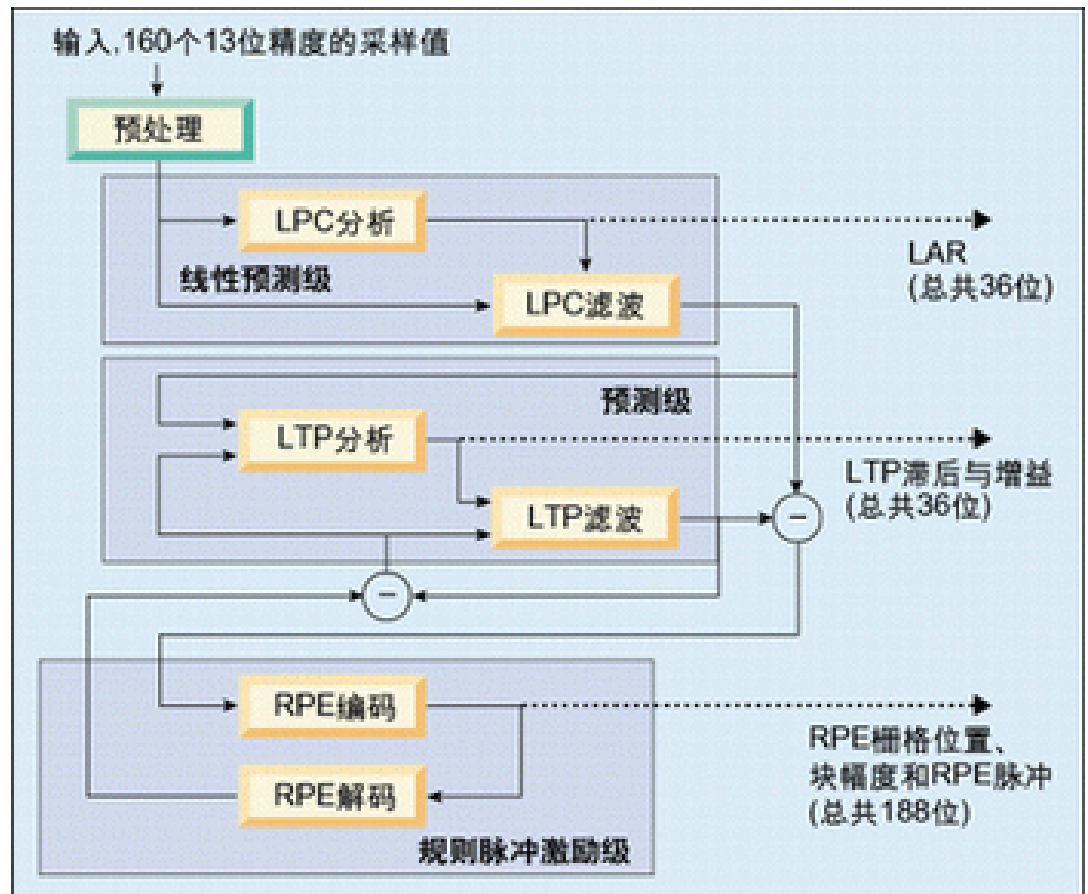 输入,160个13位精度的采样值
预处理
LPC分析
线性预测级
LPC滤波
LAR
(总共36位)
预测级
LTP分析
LTP滞后与增益
(总共36位)
LTP滤波
RPE编码
RPE栅格位置、
块幅度和RPE脉冲
(总共188位)
RPE解码
规则脉冲激励级